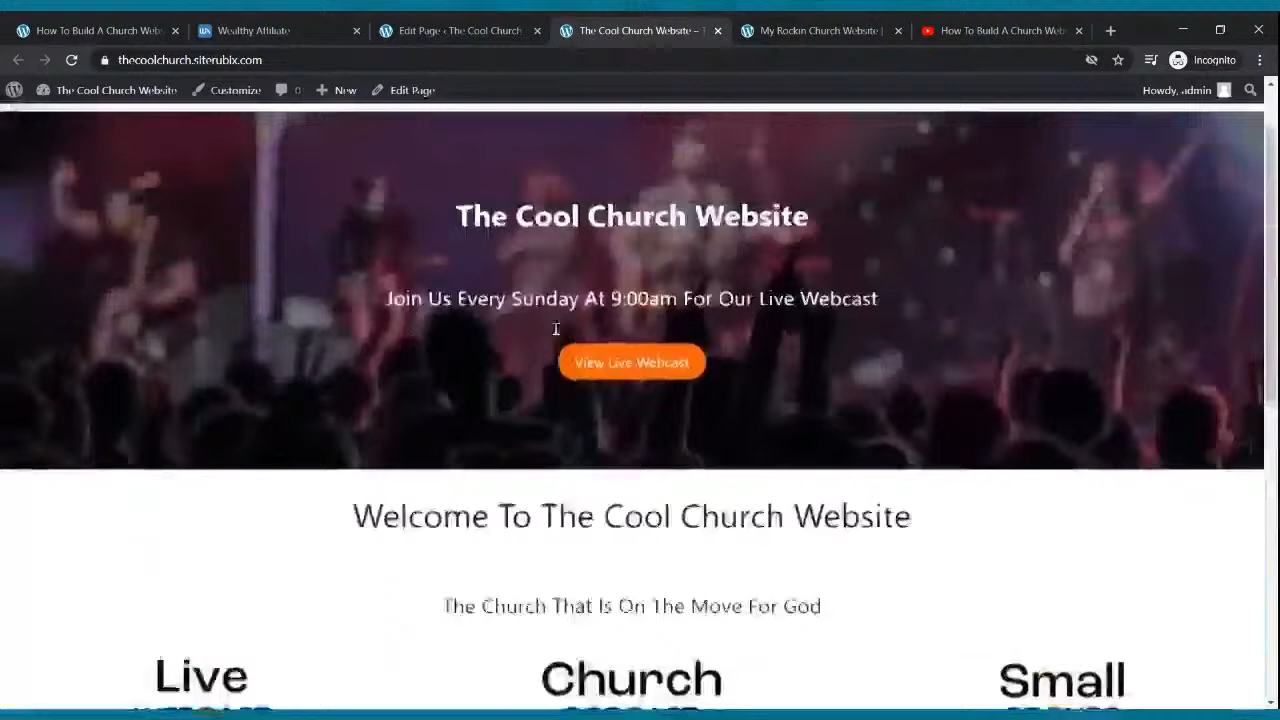 How To Build A Church Web
Wealthy Affiliate
Edit Page ‹ The Cool Church
The Cool Church Website – T
My Rockin Church Website |
How To Build A Church Web
thecoolchurch.siterubix.com
Incognito
The Cool Church Website
Customize
0
New
Edit Page
Howdy, admin
The Cool Church Website
Join Us Every Sunday At 9:00am For Our Live Webcast
View Live Webcast
Welcome To The Cool Church Website
The Church That Is On The Move For God
Live
Church
Small